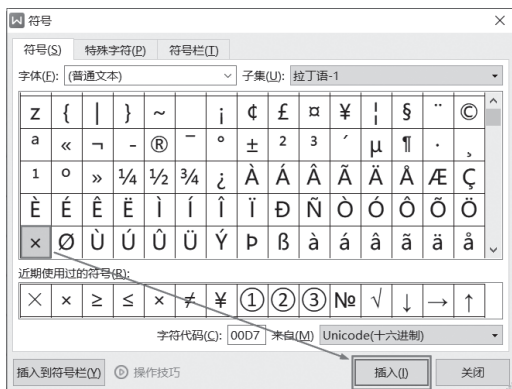 符号
符号(S) 特殊字符(P) 符号栏(T)
字体(F): (普通文本) 子集(U): 拉丁语-1
z { | } ~ ¡ ¢ £ ¤ ¥ ¦ § ¨ ©
ª « ¬ - ® ¯ ° ± ² ³ ´ µ ¶ · ¸
¹ º » ¼ ½ ¾ ¿ À Á Â Ã Ä Å Æ Ç
È É Ê Ë Ì Í Î Ï Ð Ñ Ò Ó Ô Õ Ö
× Ø Ù Ú Û Ü Ý Þ ß à á â ã ä å
近期使用过的符号(R):
╳ × ≥ ≤ × ≠ ¥ ① ② ③ № √ ↓ → ↑
字符代码(C): 00D7 来自(M) Unicode(十六进制)
插入到符号栏(Y) 操作技巧 插入(I) 关闭